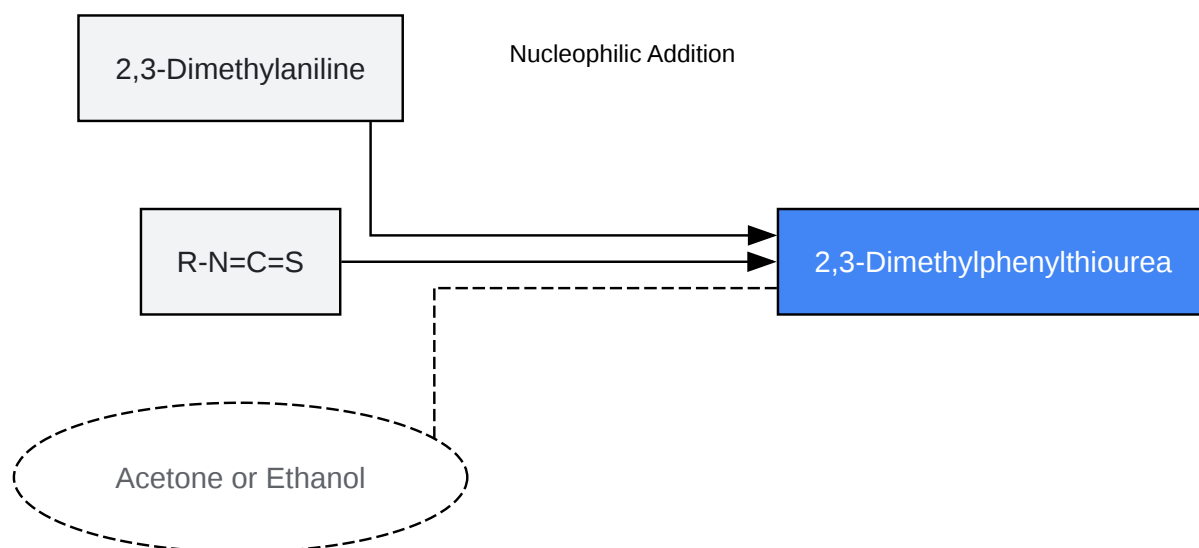 2,3-Dimethylaniline
Nucleophilic Addition
R-N=C=S
2,3-Dimethylphenylthiourea
Acetone or Ethanol